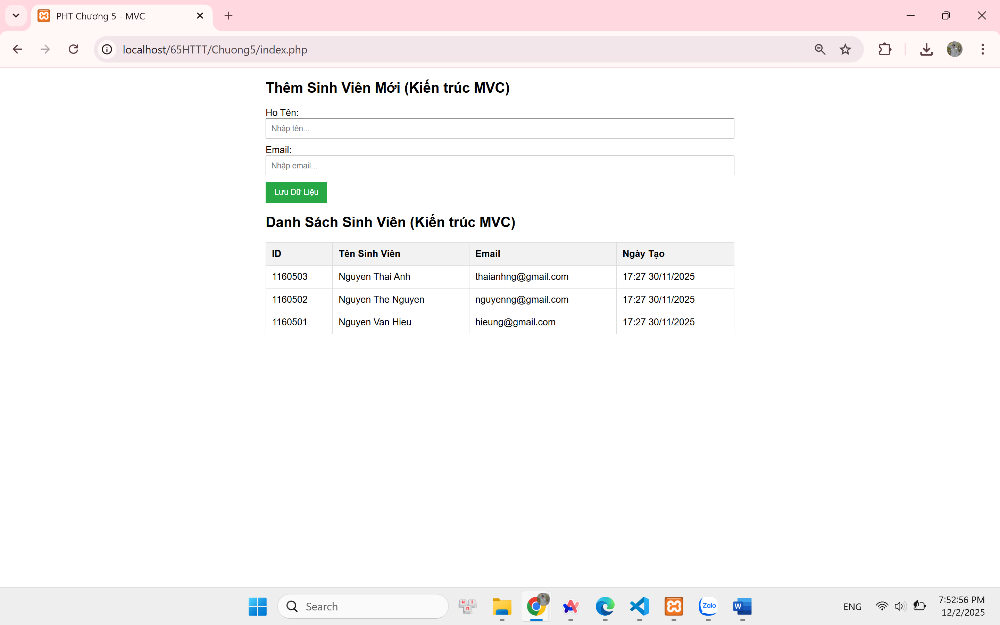 PHT Chương 5 - MVC
localhost/65HTTT/Chuong5/index.php
Thêm Sinh Viên Mới (Kiến trúc MVC)
Họ Tên:
Nhập tên...
Email:
Nhập email...
Lưu Dữ Liệu
Danh Sách Sinh Viên (Kiến trúc MVC)
ID Tên Sinh Viên Email Ngày Tạo
1160503 Nguyen Thai Anh thaianhng@gmail.com 17:27 30/11/2025
1160502 Nguyen The Nguyen nguyenng@gmail.com 17:27 30/11/2025
1160501 Nguyen Van Hieu hieung@gmail.com 17:27 30/11/2025
Search
u i n
Zalo
W
ENG
7:52:56 PM
12/2/2025